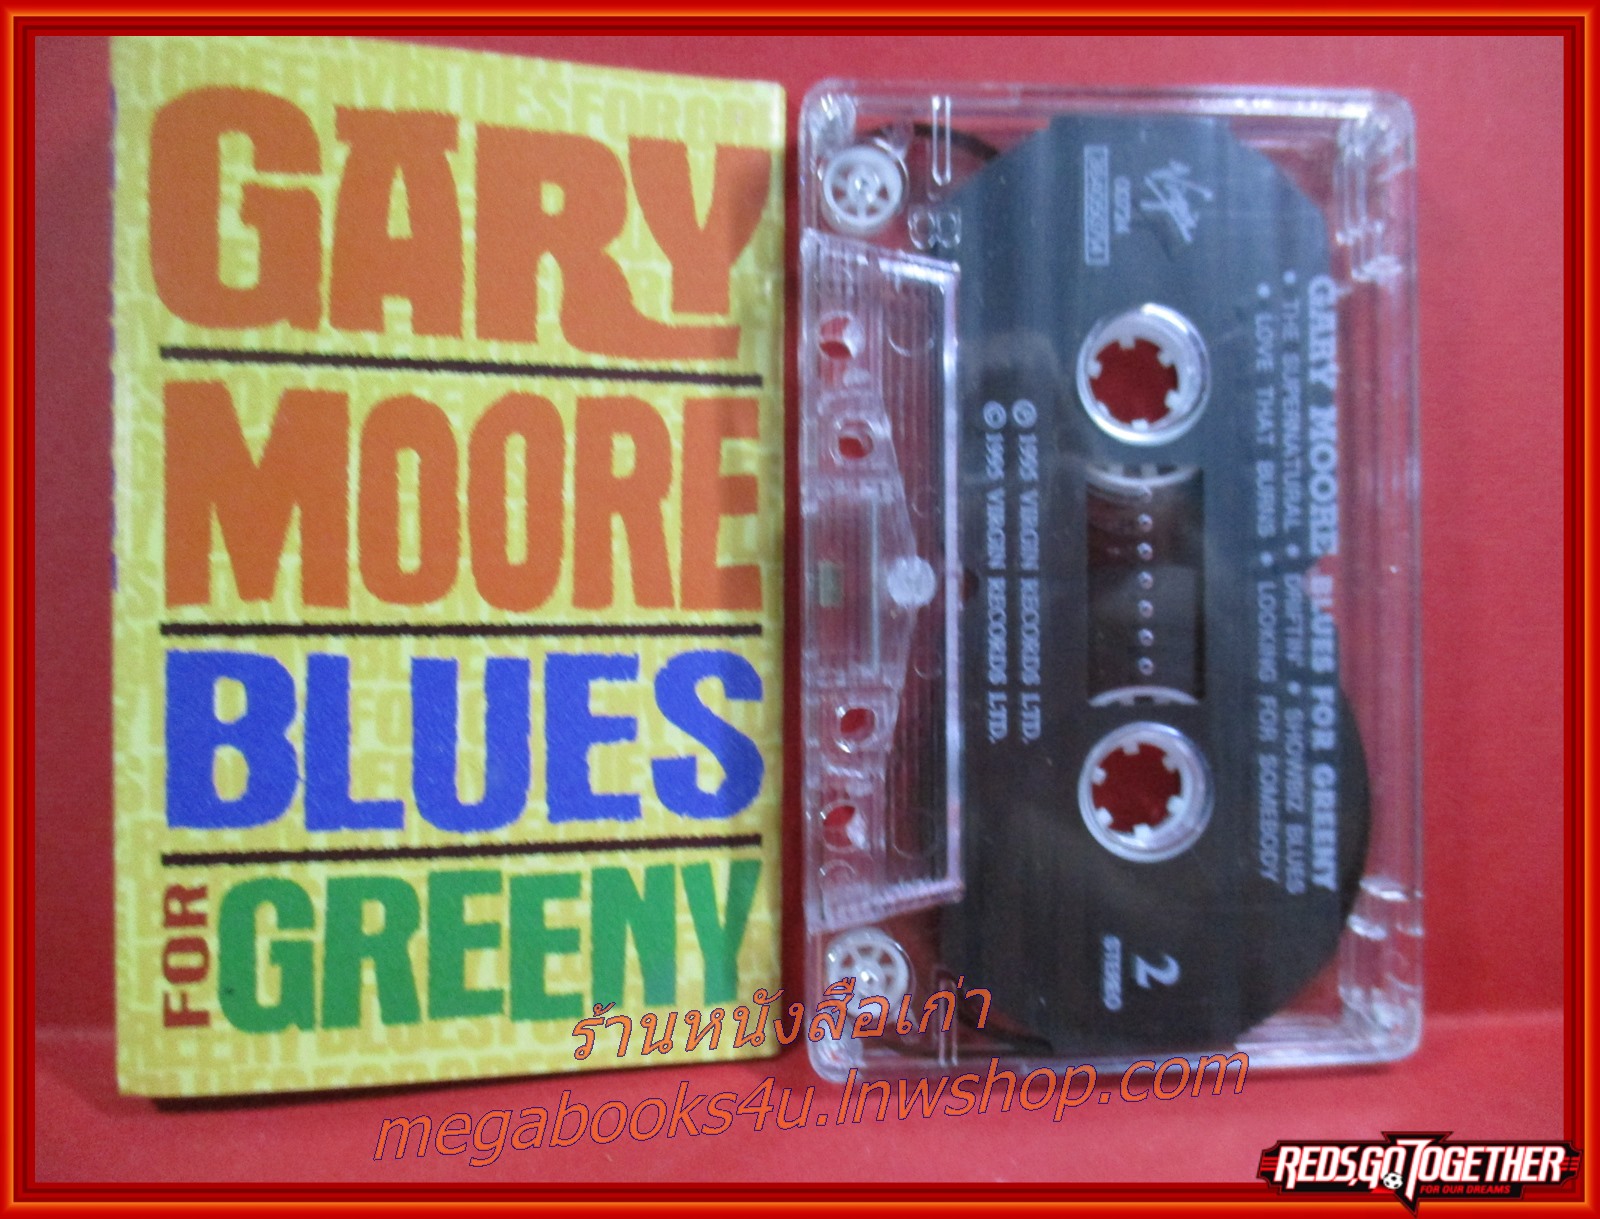 GARY
MOORE
BLUES
FOR GREENY
Virgin
GARY MOORE BLUES FOR GREENY
• THE SUPERNATURAL • DRIFTIN' • SHOWBIZ BLUES
• LOVE THAT BURNS • LOOKING FOR SOMEBODY
2
STEREO
Ⓟ 1995 VIRGIN RECORDS LTD.
© 1995 VIRGIN RECORDS LTD.
ร้านหนังสือเก่า
megabooks4u.lnwshop.com
REDS,GO TOGETHER
FOR OUR DREAMS